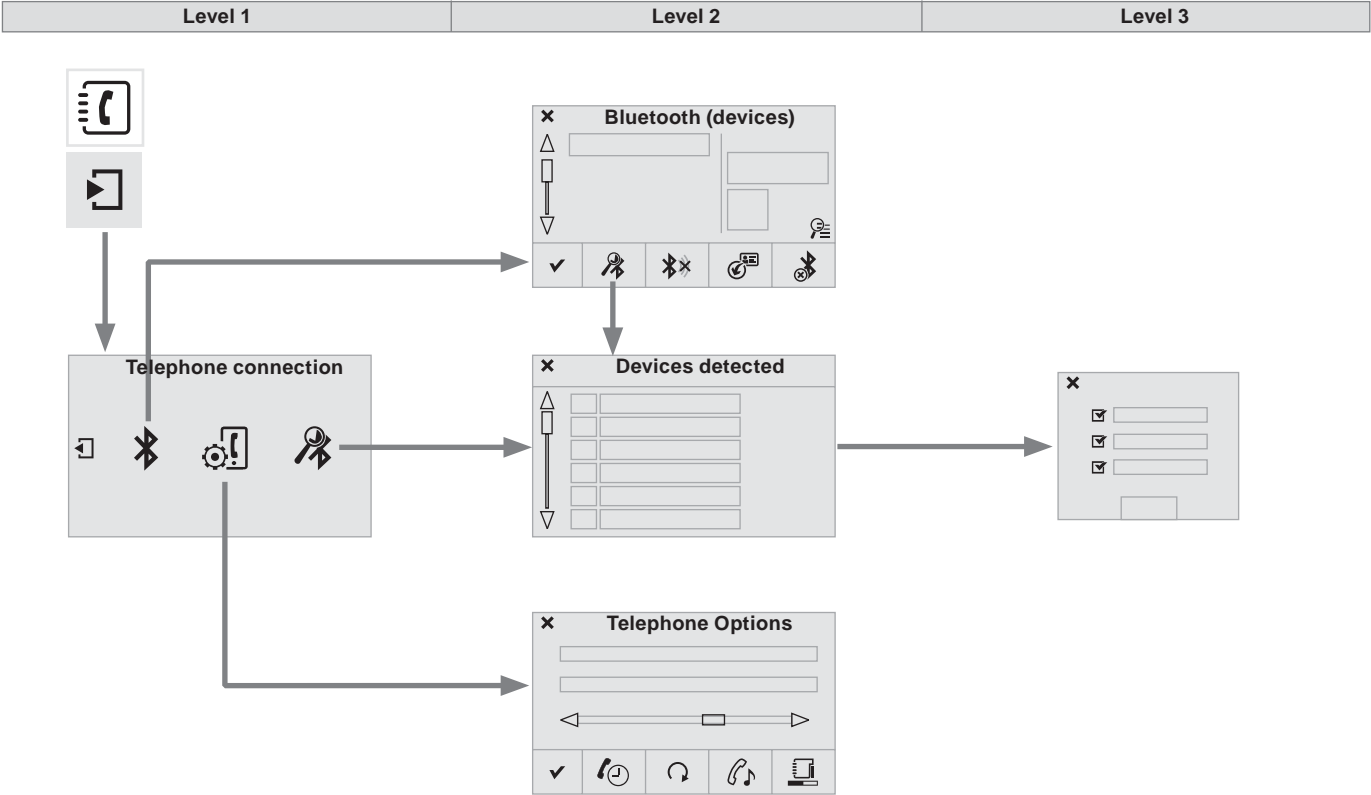 Level 1
Level 2
Level 3
Bluetooth (devices)
Telephone connection
Devices detected
Telephone Options